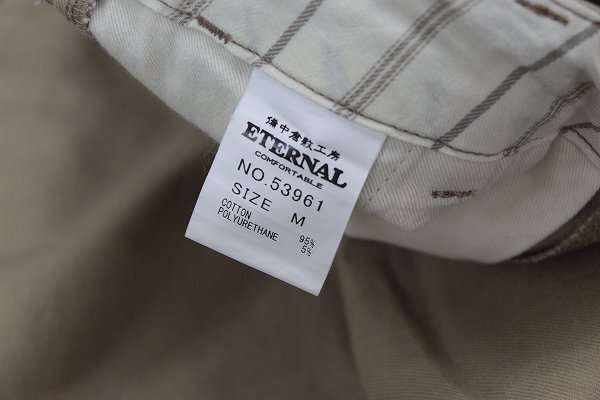 備中倉敷工房
ETERNAL
COMFORTABLE
NO.53961
SIZE M
COTTON 95%
POLYURETHANE 5%